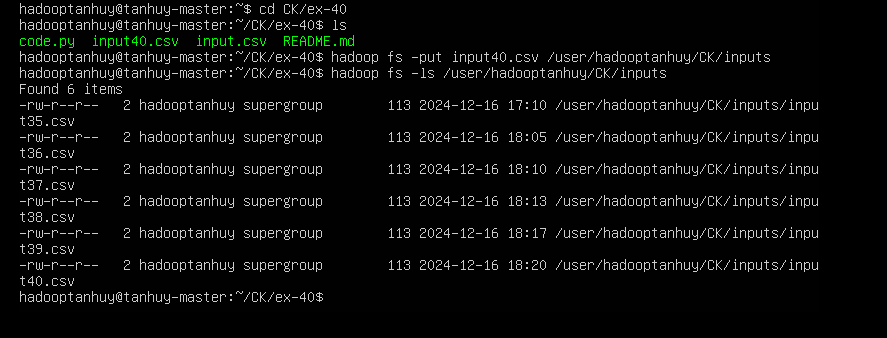 hadooptanhuy@tanhuy-master:~$ cd CK/ex-40
hadooptanhuy@tanhuy-master:~/CK/ex-40$ ls
code.py  input40.csv  input.csv  README.md
hadooptanhuy@tanhuy-master:~/CK/ex-40$ hadoop fs -put input40.csv /user/hadooptanhuy/CK/inputs
hadooptanhuy@tanhuy-master:~/CK/ex-40$ hadoop fs -ls /user/hadooptanhuy/CK/inputs
Found 6 items
-rw-r--r--   2 hadooptanhuy supergroup        113 2024-12-16 17:10 /user/hadooptanhuy/CK/inputs/inpu
t35.csv
-rw-r--r--   2 hadooptanhuy supergroup        113 2024-12-16 18:05 /user/hadooptanhuy/CK/inputs/inpu
t36.csv
-rw-r--r--   2 hadooptanhuy supergroup        113 2024-12-16 18:10 /user/hadooptanhuy/CK/inputs/inpu
t37.csv
-rw-r--r--   2 hadooptanhuy supergroup        113 2024-12-16 18:13 /user/hadooptanhuy/CK/inputs/inpu
t38.csv
-rw-r--r--   2 hadooptanhuy supergroup        113 2024-12-16 18:17 /user/hadooptanhuy/CK/inputs/inpu
t39.csv
-rw-r--r--   2 hadooptanhuy supergroup        113 2024-12-16 18:20 /user/hadooptanhuy/CK/inputs/inpu
t40.csv
hadooptanhuy@tanhuy-master:~/CK/ex-40$